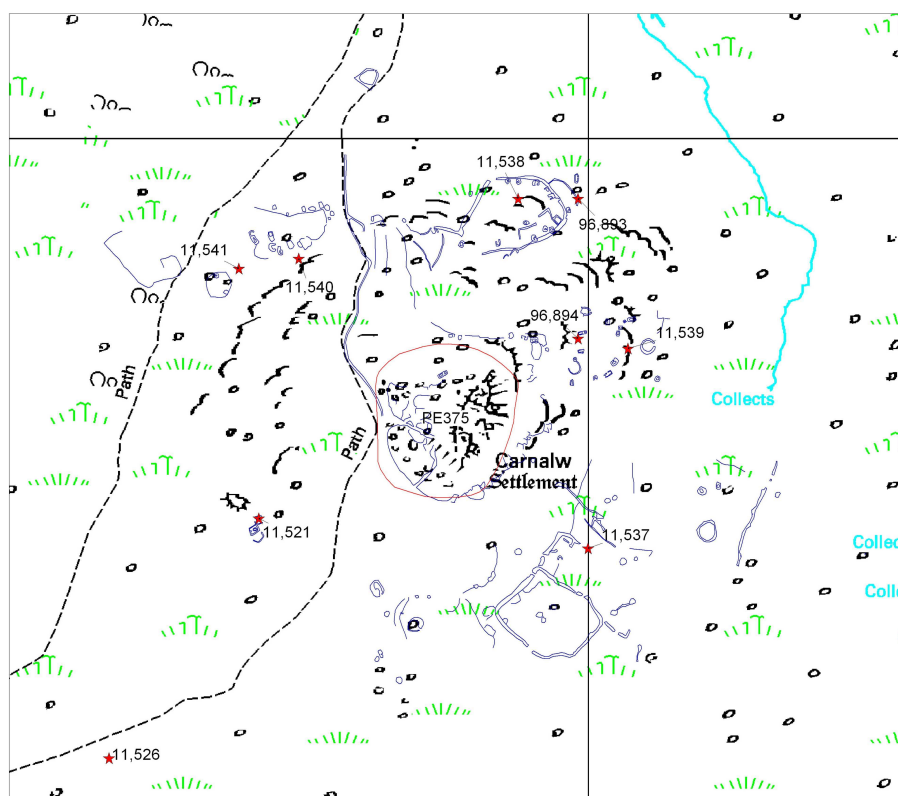 11,538
96,893
11,541
11,540
96,894
11,539
Path
Collects
PE375
Path
Carnalw
Settlement
11,521
11,537
Collec
Colle
11,526